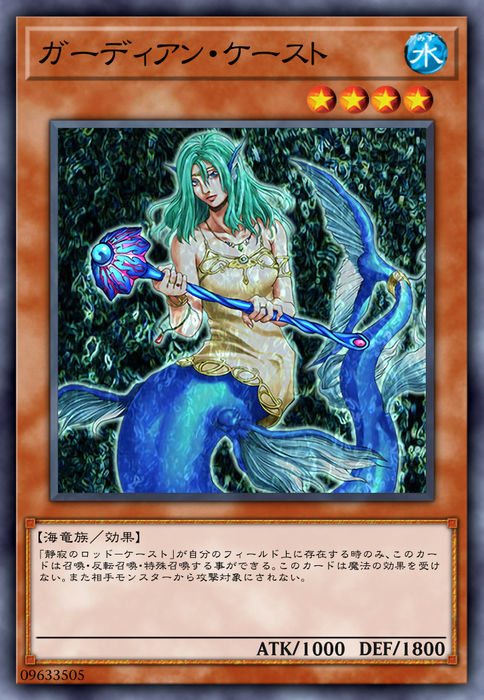 ガーディアン・ケースト
みず
水
【海竜族／効果】
「静寂のロッド－ケースト」が自分のフィールド上に存在する時のみ、このカー
ドは召喚・反転召喚・特殊召喚する事ができる。このカードは魔法の効果を受け
ない。また相手モンスターから攻撃対象にされない。
ATK/1000 DEF/1800
09633505